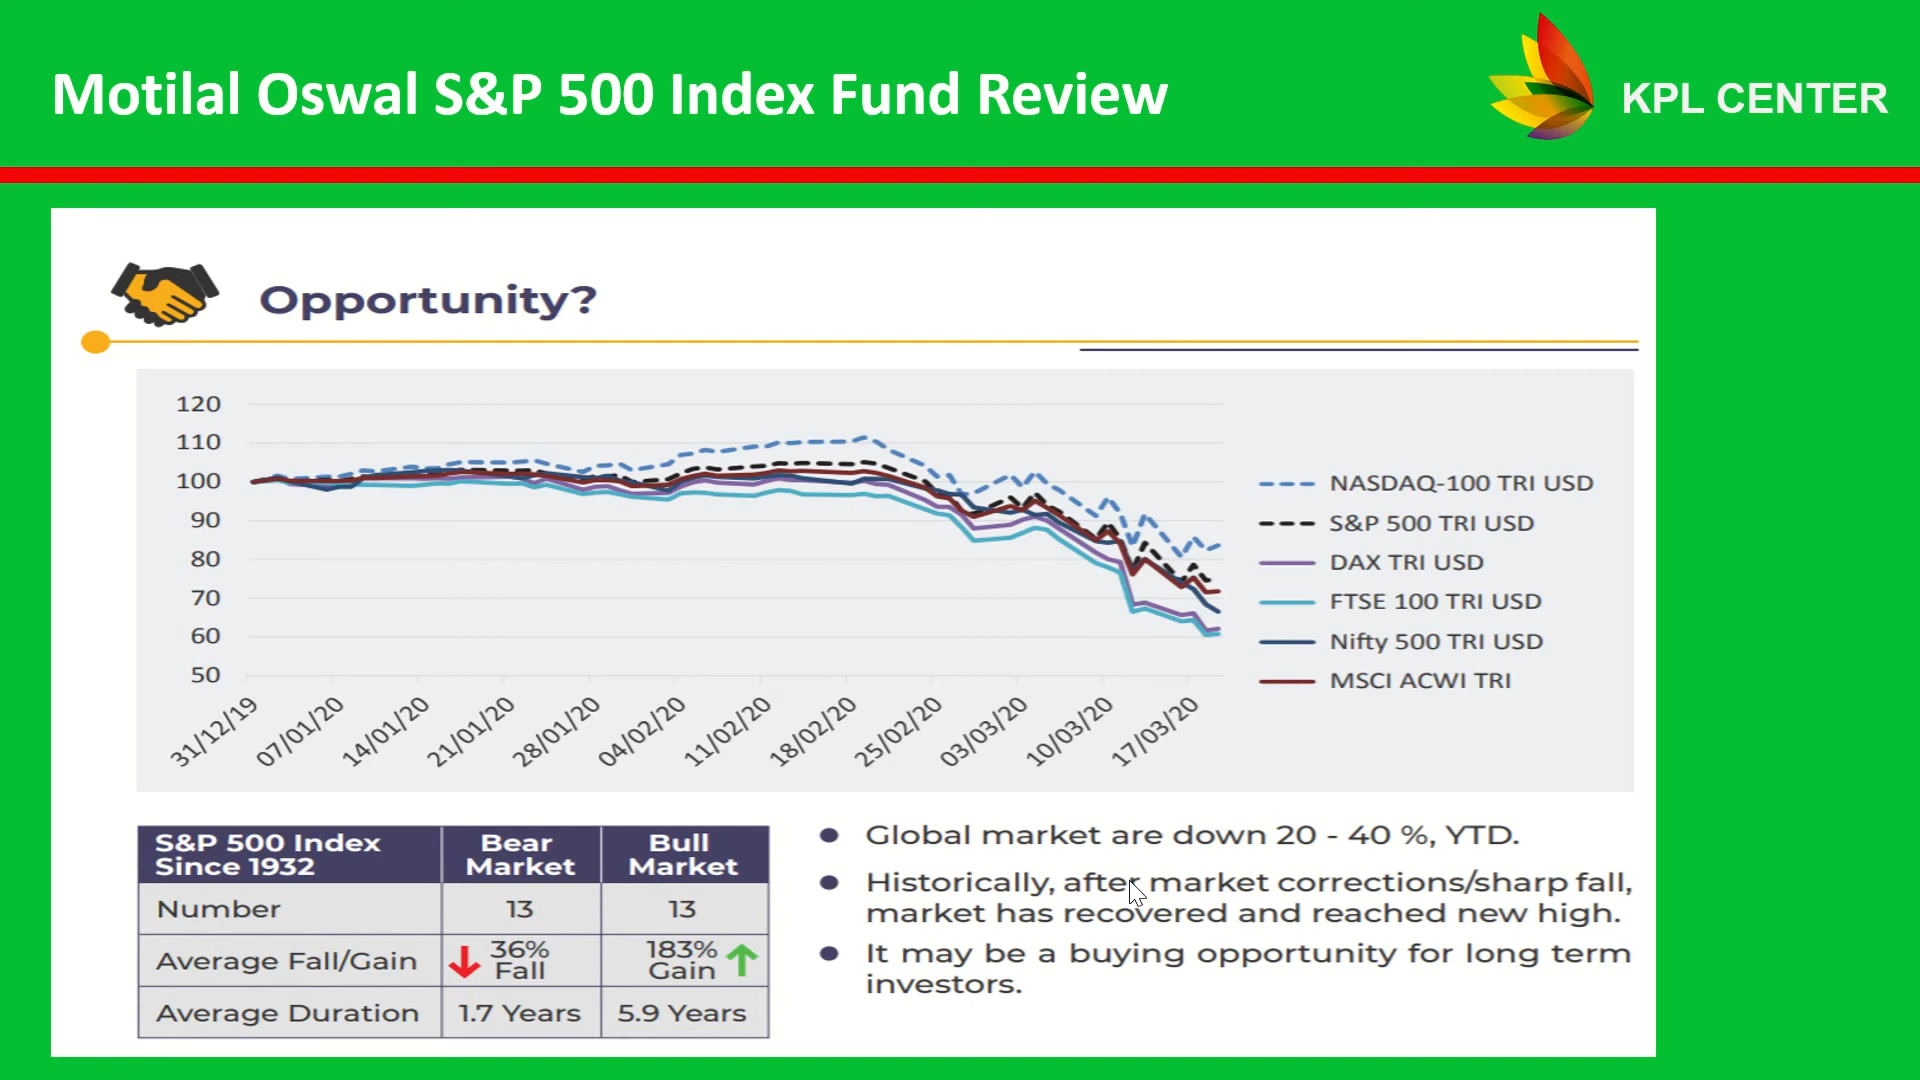 Motilal Oswal S&P 500 Index Fund Review
KPL CENTER
Opportunity?
120
110
100
90
80
70
60
50
31/12/19
07/01/20
14/01/20
21/01/20
28/01/20
04/02/20
11/02/20
18/02/20
25/02/20
03/03/20
10/03/20
17/03/20
NASDAQ-100 TRI USD
S&P 500 TRI USD
DAX TRI USD
FTSE 100 TRI USD
Nifty 500 TRI USD
MSCI ACWI TRI
S&P 500 Index
Since 1932
Bear
Market
Bull
Market
Number
13
13
Average Fall/Gain
36%
Fall
183%
Gain
Average Duration
1.7 Years
5.9 Years
Global market are down 20 - 40 %, YTD.
Historically, after market corrections/sharp fall,
market has recovered and reached new high.
It may be a buying opportunity for long term
investors.